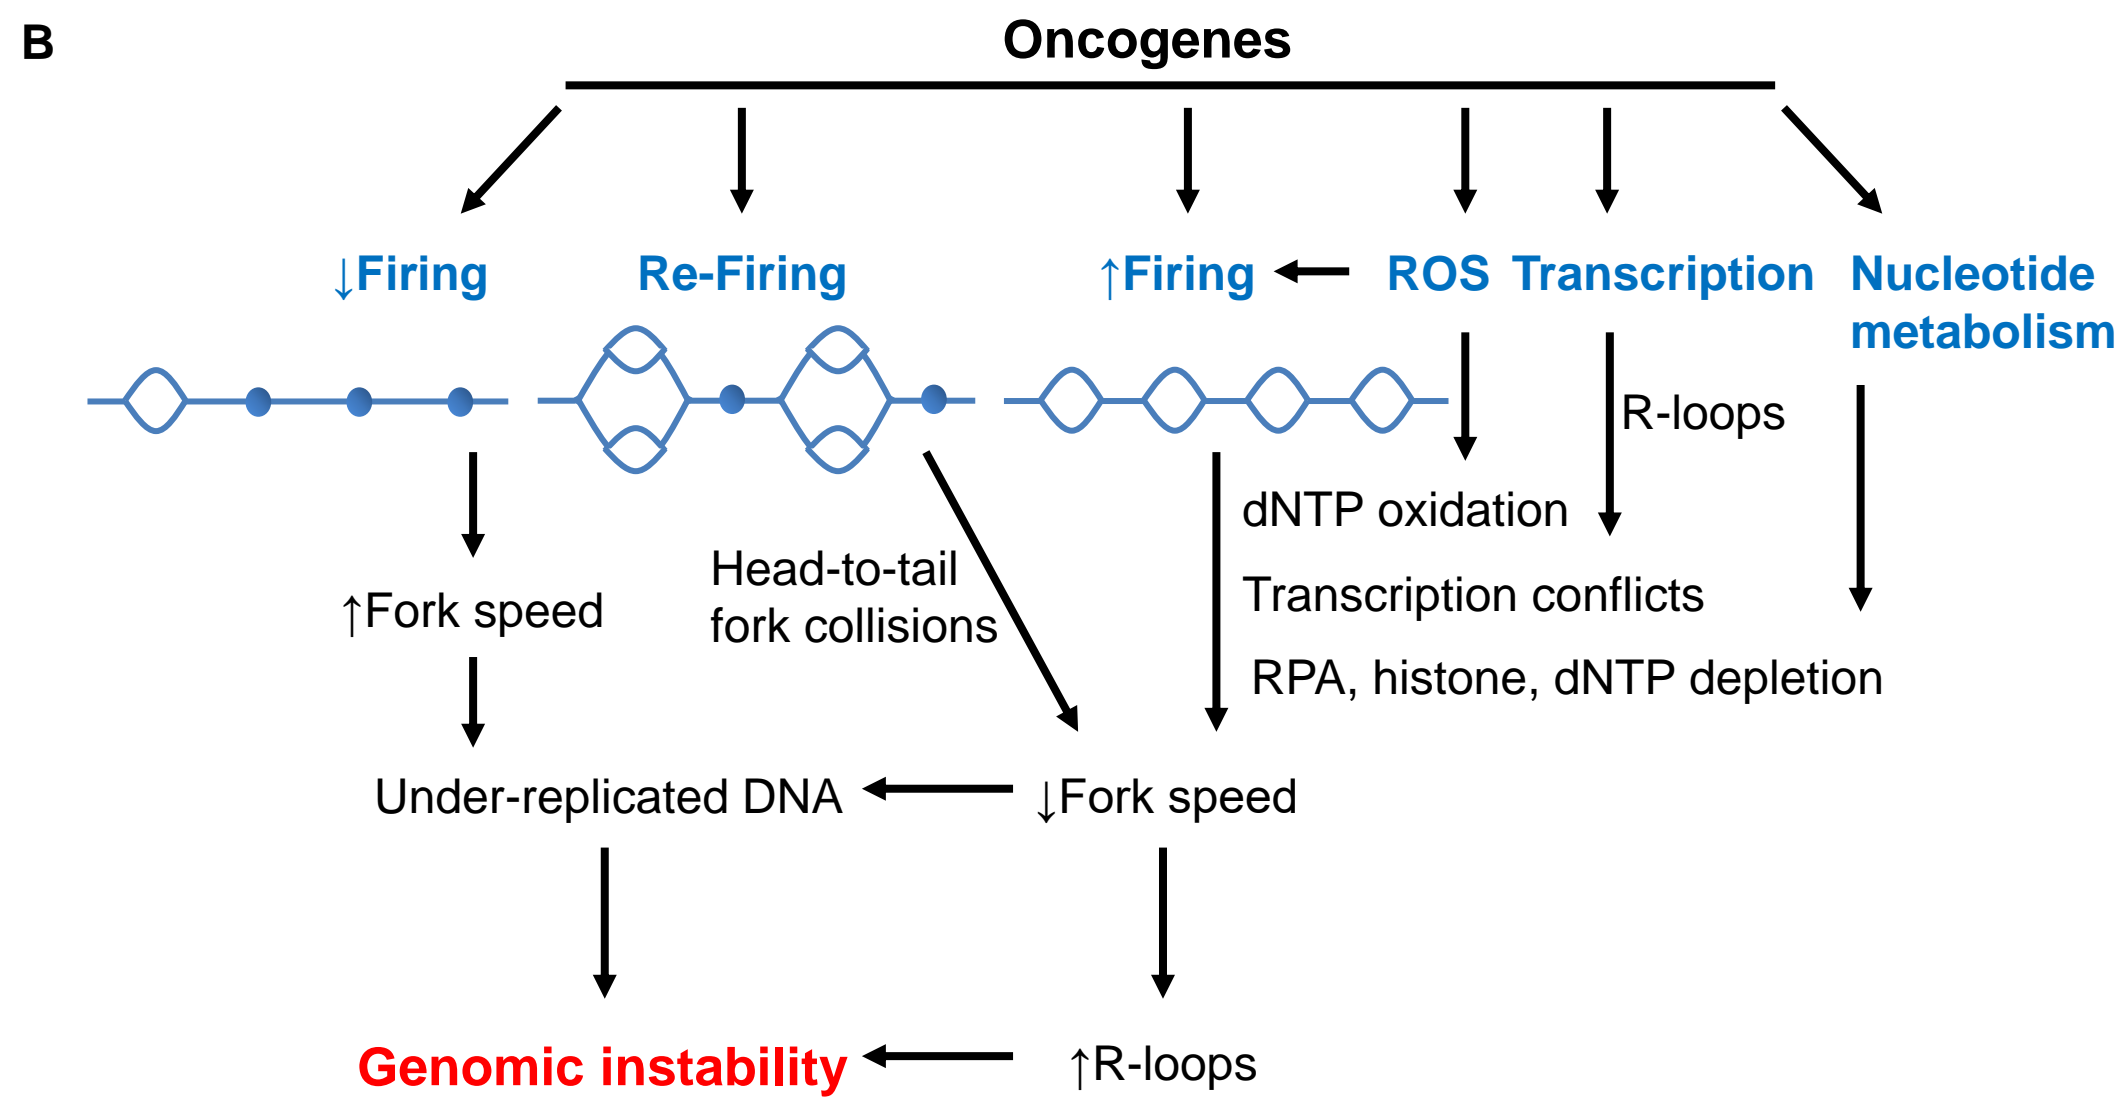 B
Oncogenes
↓Firing
Re-Firing
↑Firing
ROS
Transcription
Nucleotide
metabolism
R-loops
dNTP oxidation
Head-to-tail
fork collisions
Transcription conflicts
↑Fork speed
RPA, histone, dNTP depletion
Under-replicated DNA
↓Fork speed
Genomic instability
↑R-loops